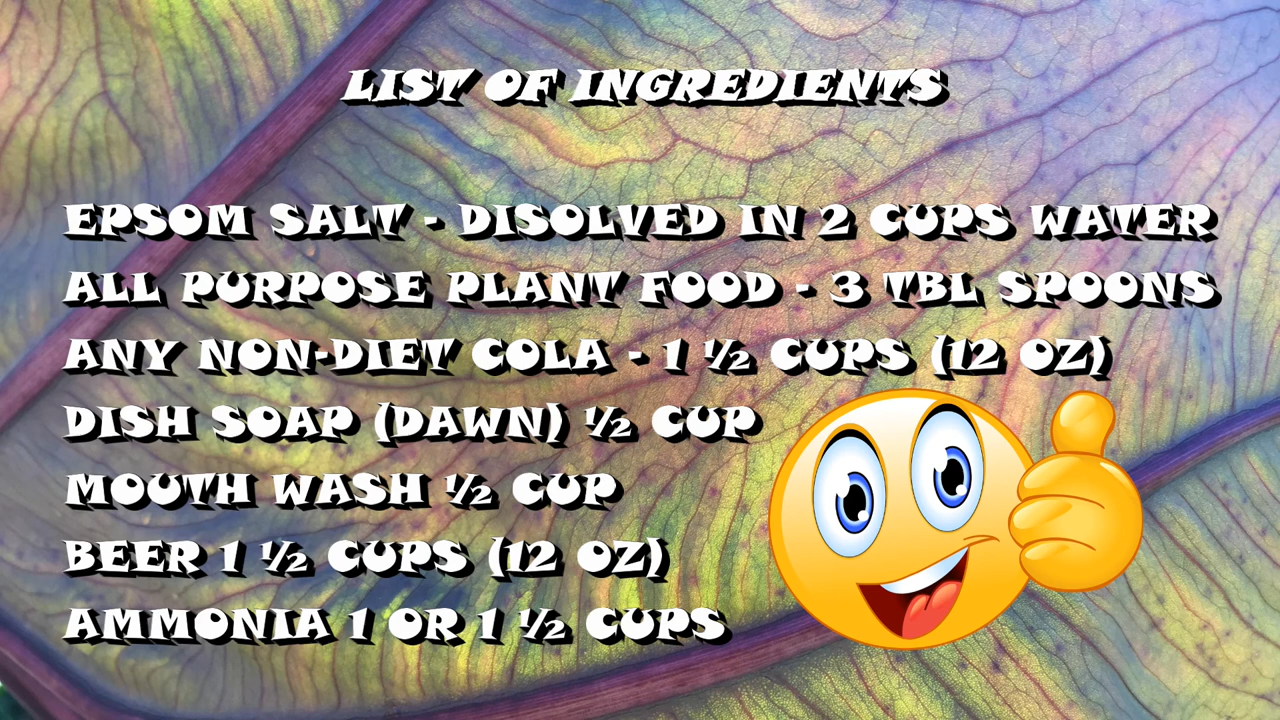 LIST OF INGREDIENTS
EPSOM SALT - DISOLVED IN 2 CUPS WATER
ALL PURPOSE PLANT FOOD - 3 TBL SPOONS
ANY NON-DIET COLA - 1 ½ CUPS (12 OZ)
DISH SOAP (DAWN) ½ CUP
MOUTH WASH ½ CUP
BEER 1 ½ CUPS (12 OZ)
AMMONIA 1 OR 1 ½ CUPS